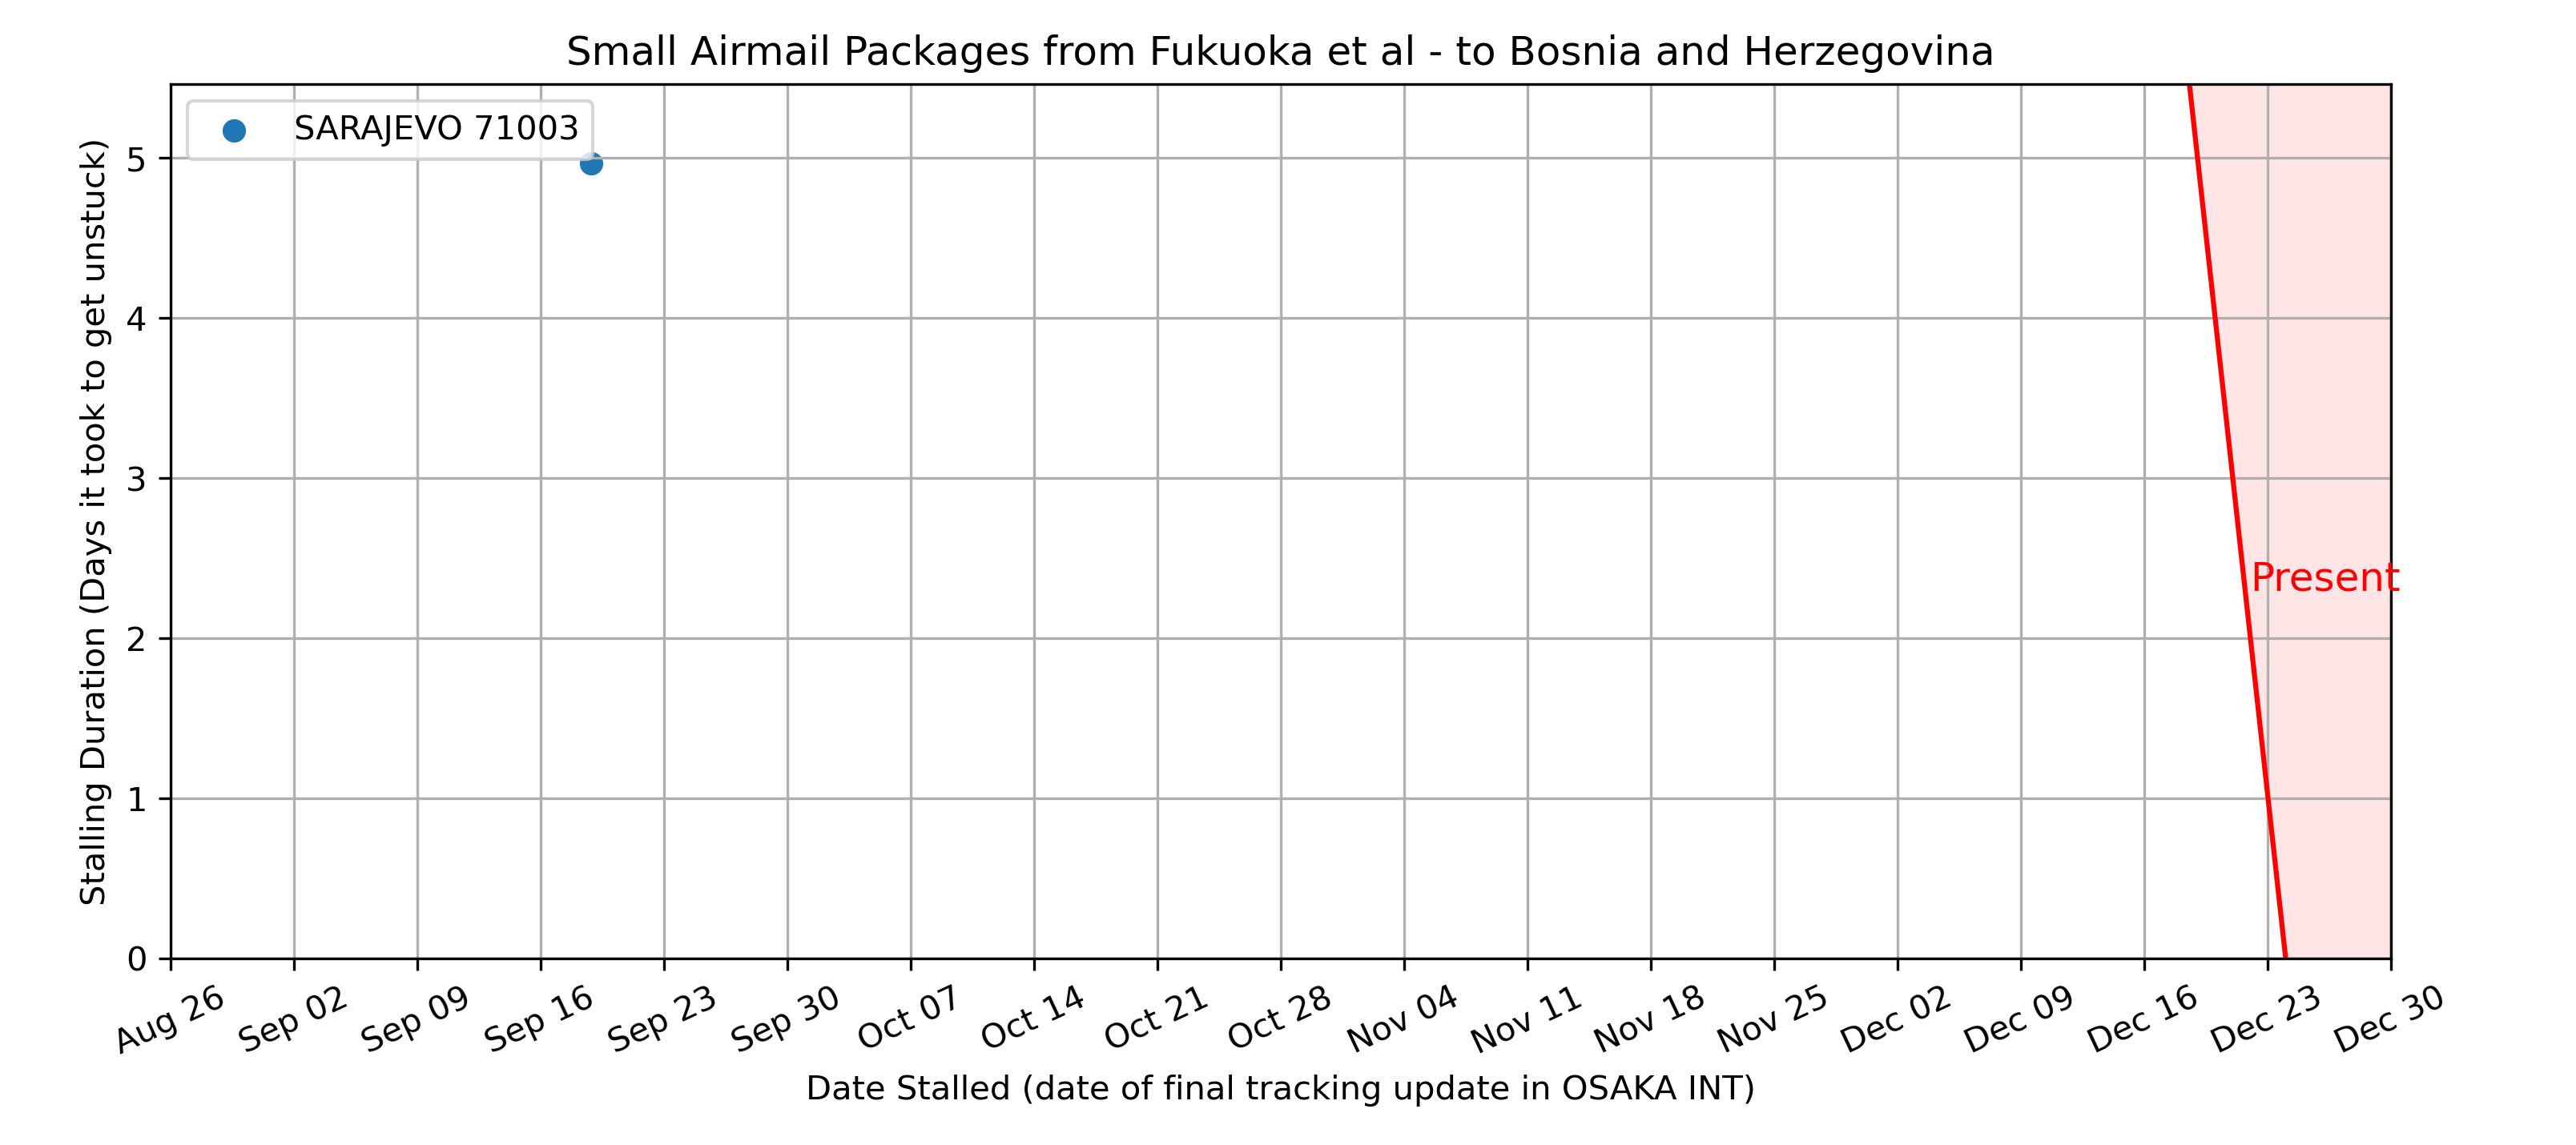 Small Airmail Packages from Fukuoka et al - to Bosnia and Herzegovina
SARAJEVO 71003
Stalling Duration (Days it took to get unstuck)
5
4
3
2
1
0
Present
Aug 26
Sep 02
Sep 09
Sep 16
Sep 23
Sep 30
Oct 07
Oct 14
Oct 21
Oct 28
Nov 04
Nov 11
Nov 18
Nov 25
Dec 02
Dec 09
Dec 16
Dec 23
Dec 30
Date Stalled (date of final tracking update in OSAKA INT)